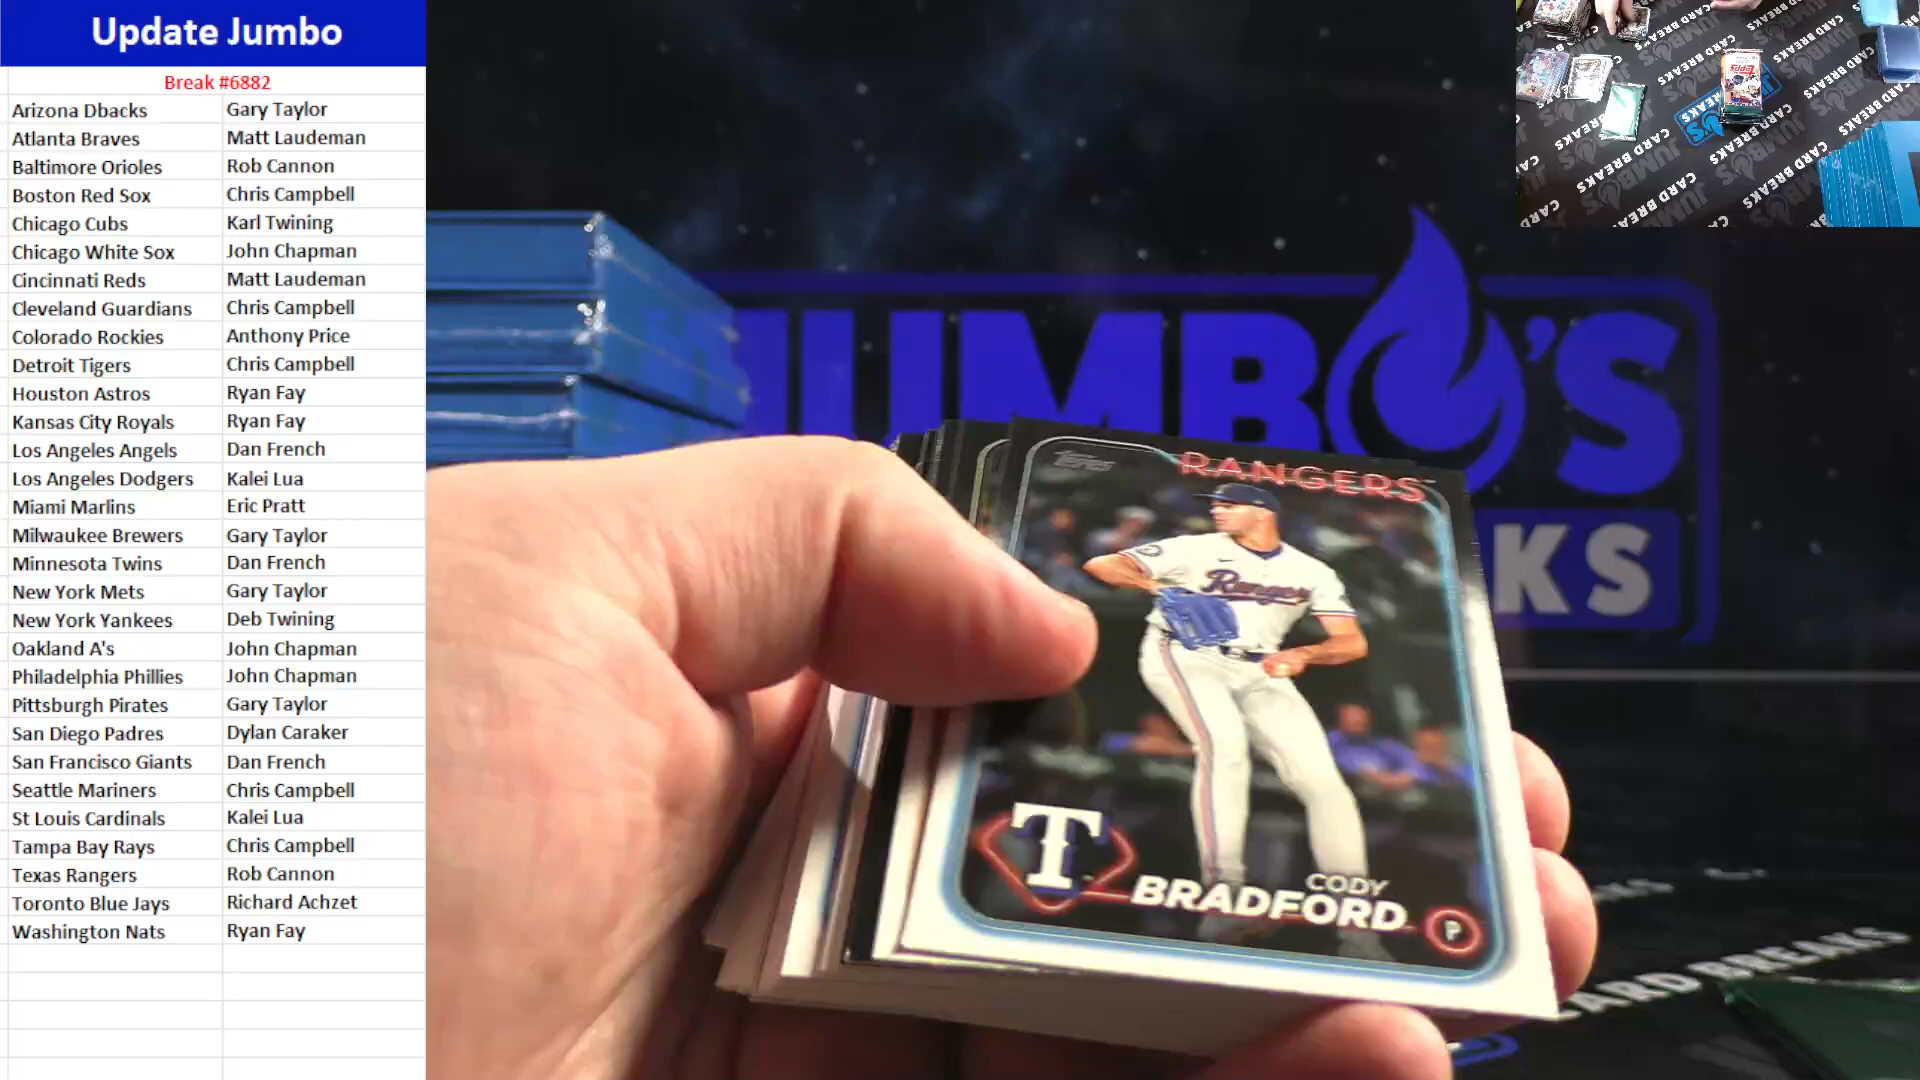 Update Jumbo
Break #6882
Arizona Dbacks Gary Taylor
Atlanta Braves Matt Laudeman
Baltimore Orioles Rob Cannon
Boston Red Sox Chris Campbell
Chicago Cubs Karl Twining
Chicago White Sox John Chapman
Cincinnati Reds Matt Laudeman
Cleveland Guardians Chris Campbell
Colorado Rockies Anthony Price
Detroit Tigers Chris Campbell
Houston Astros Ryan Fay
Kansas City Royals Ryan Fay
Los Angeles Angels Dan French
Los Angeles Dodgers Kalei Lua
Miami Marlins Eric Pratt
Milwaukee Brewers Gary Taylor
Minnesota Twins Dan French
New York Mets Gary Taylor
New York Yankees Deb Twining
Oakland A's John Chapman
Philadelphia Phillies John Chapman
Pittsburgh Pirates Gary Taylor
San Diego Padres Dylan Caraker
San Francisco Giants Dan French
Seattle Mariners Chris Campbell
St Louis Cardinals Kalei Lua
Tampa Bay Rays Chris Campbell
Texas Rangers Rob Cannon
Toronto Blue Jays Richard Achzet
Washington Nats Ryan Fay
Topps
RANGERS
Rangers
T
CODY
BRADFORD
P
CARD BREAKS